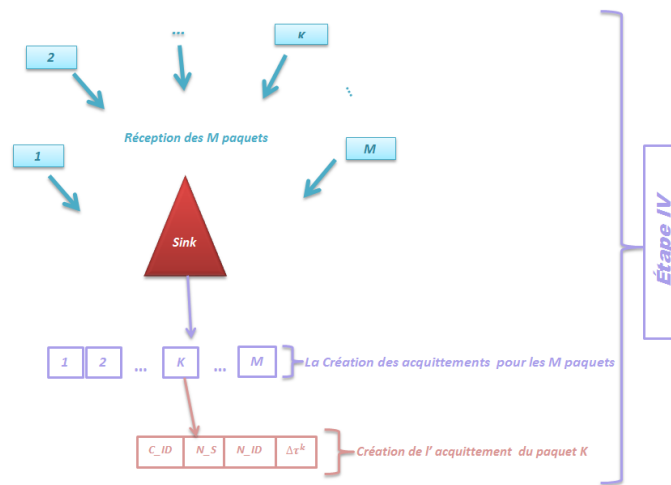 ...
K
2
Réception des M paquets
1
M
Sink
Étape IV
1 2 ... K ... M
La Création des acquittements pour les M paquets
C_ID N_S N_ID Δτᵏ
Création de l' acquittement du paquet K